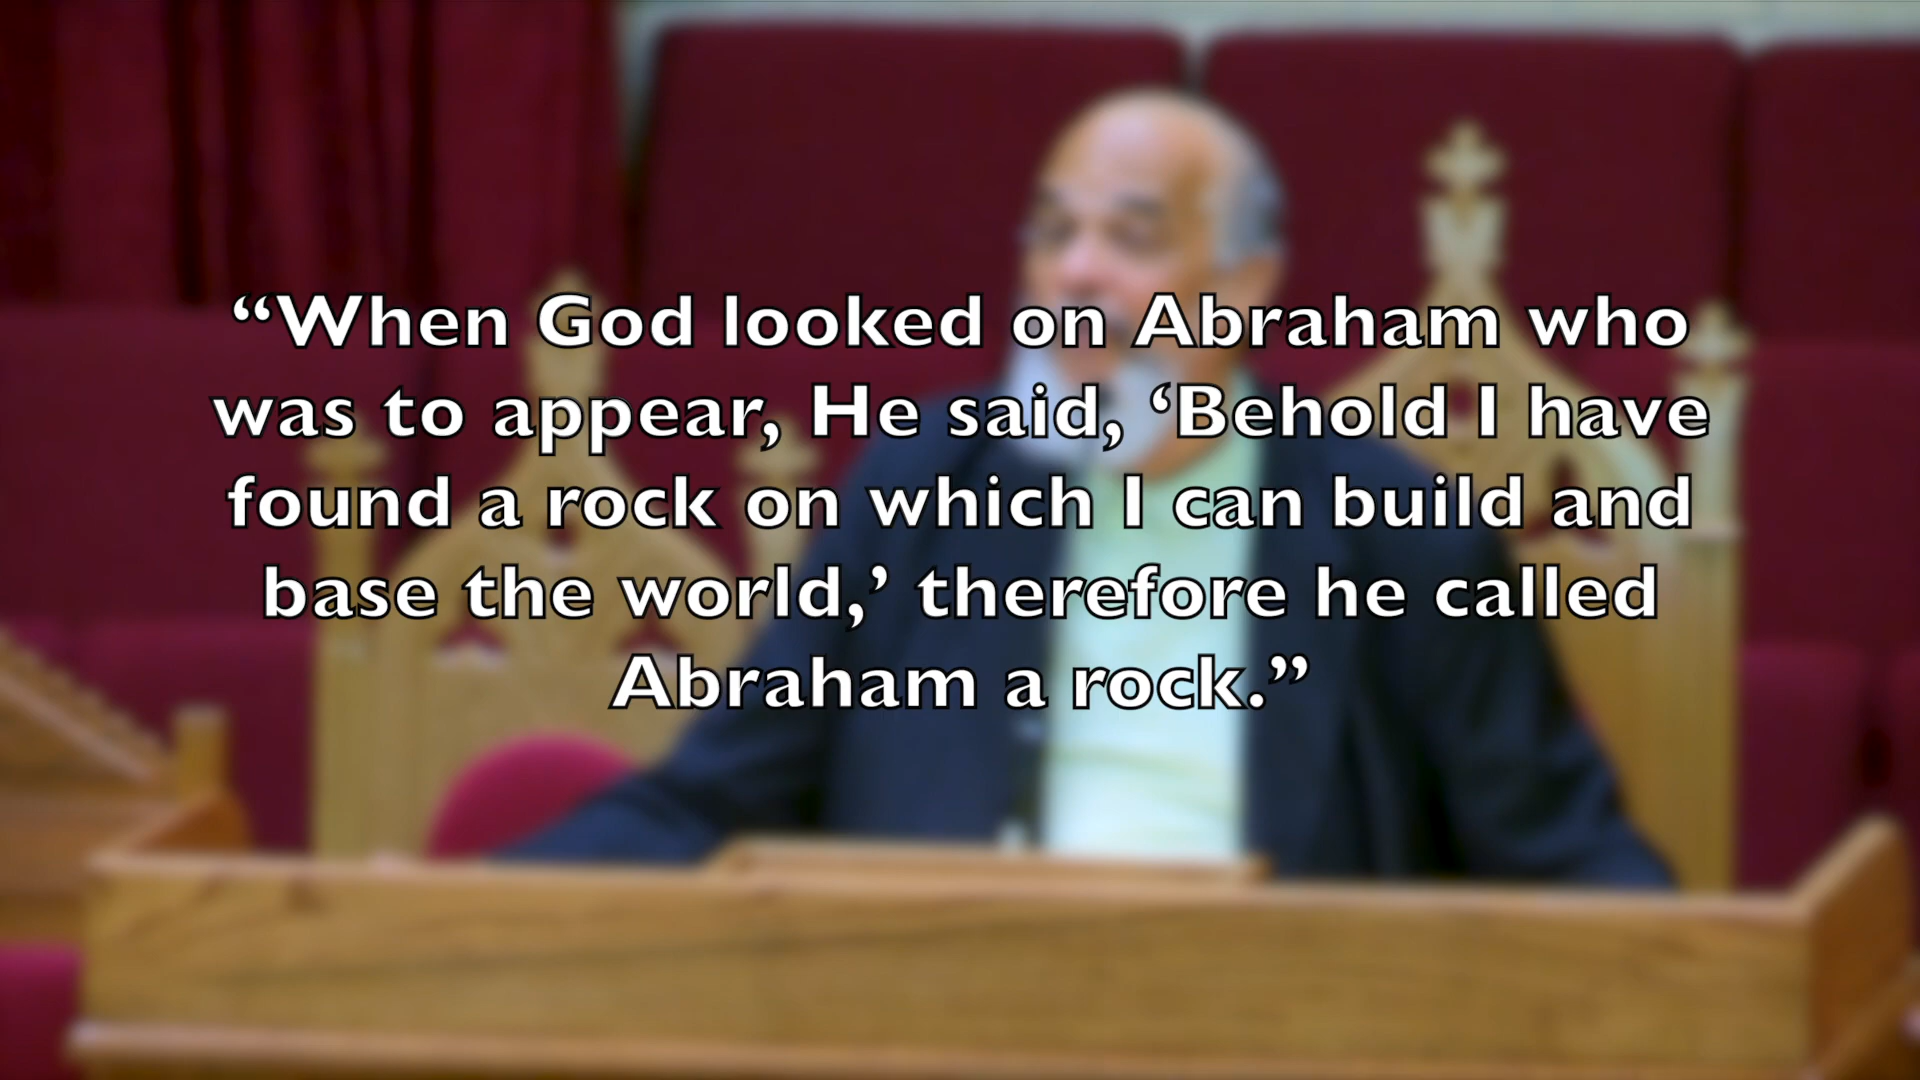 “When God looked on Abraham who
was to appear, He said, ‘Behold I have
found a rock on which I can build and
base the world,’ therefore he called
Abraham a rock.”